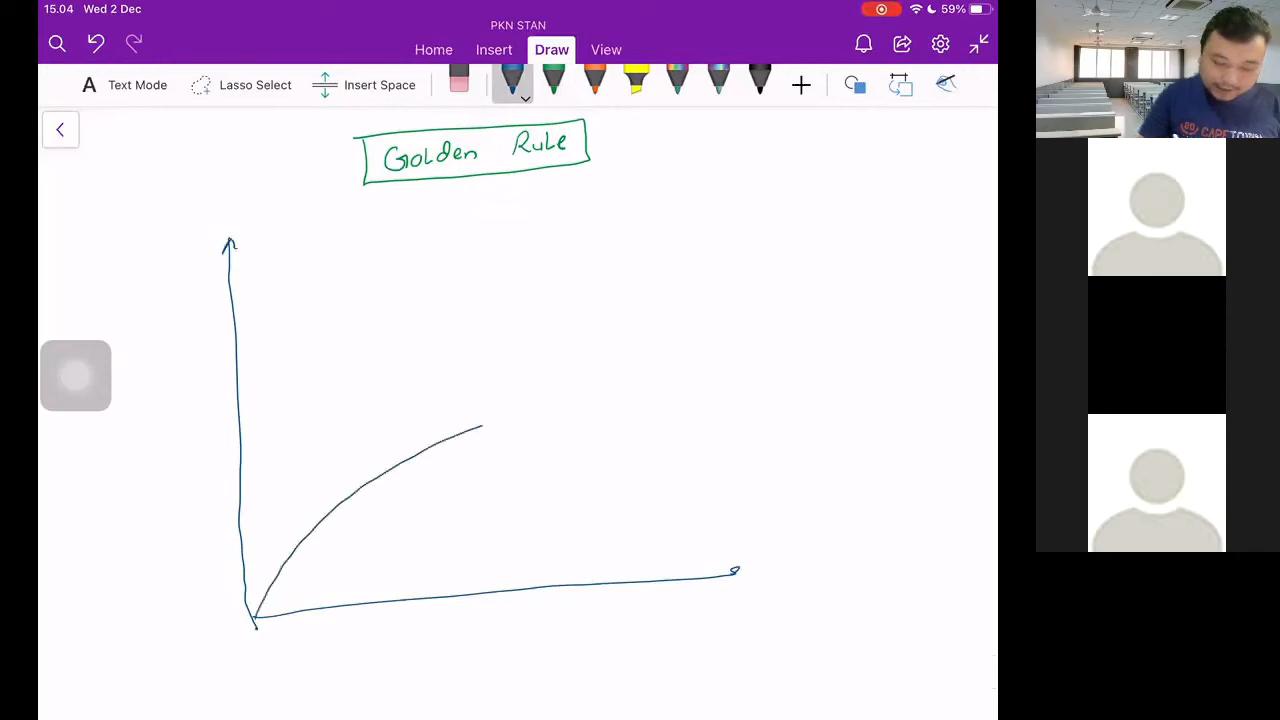 15.04 Wed 2 Dec
59%
PKN STAN
Home Insert Draw View
A Text Mode Lasso Select Insert Space
Golden Rule
CAPETOWN